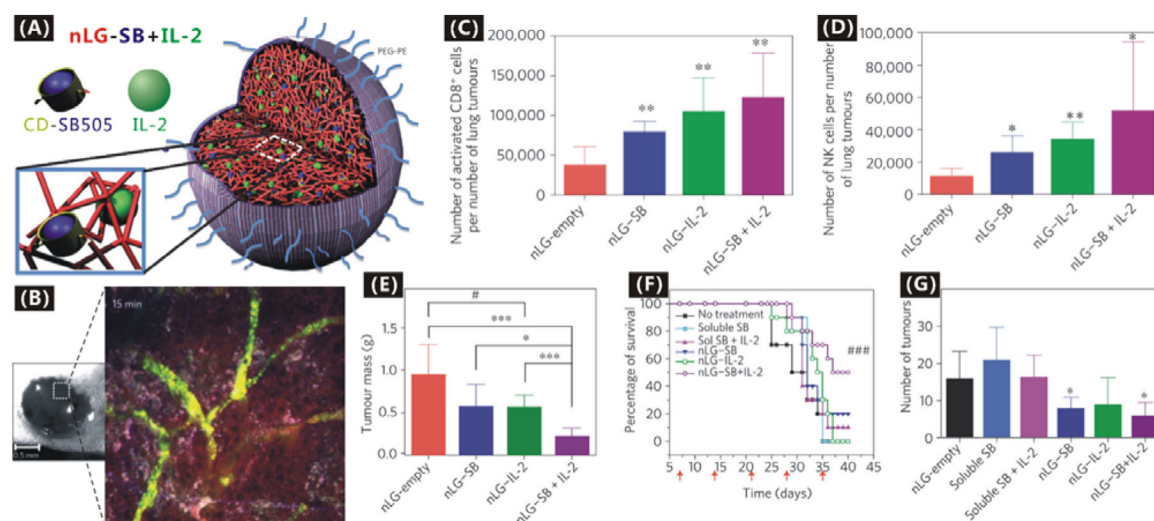 (A)
nLG-SB+IL-2
PEG-PE
CD-SB505
IL-2
(B)
15 min
0.5 mm
(C)
Number of activated CD8⁺ cells
per number of lung tumours
200,000
150,000
100,000
50,000
0
**
**
**
nLG-empty
nLG-SB
nLG-IL-2
nLG-SB + IL-2
(D)
Number of NK cells per number
of lung tumours
100,000
80,000
60,000
40,000
20,000
0
*
**
*
nLG-empty
nLG-SB
nLG-IL-2
nLG-SB + IL-2
(E)
Tumour mass (g)
1.5
1.0
0.5
0.0
#
***
*
***
nLG-empty
nLG-SB
nLG-IL-2
nLG-SB + IL-2
(F)
Percentage of survival
100
80
60
40
20
0
No treatment
Soluble SB
Sol SB + IL-2
nLG-SB
nLG-IL-2
nLG-SB+IL-2
###
5 10 15 20 25 30 35 40 45
Time (days)
(G)
Number of tumours
40
30
20
10
0
*
*
nLG-empty
Soluble SB
Soluble SB + IL-2
nLG-SB
nLG-IL-2
nLG-SB+IL-2